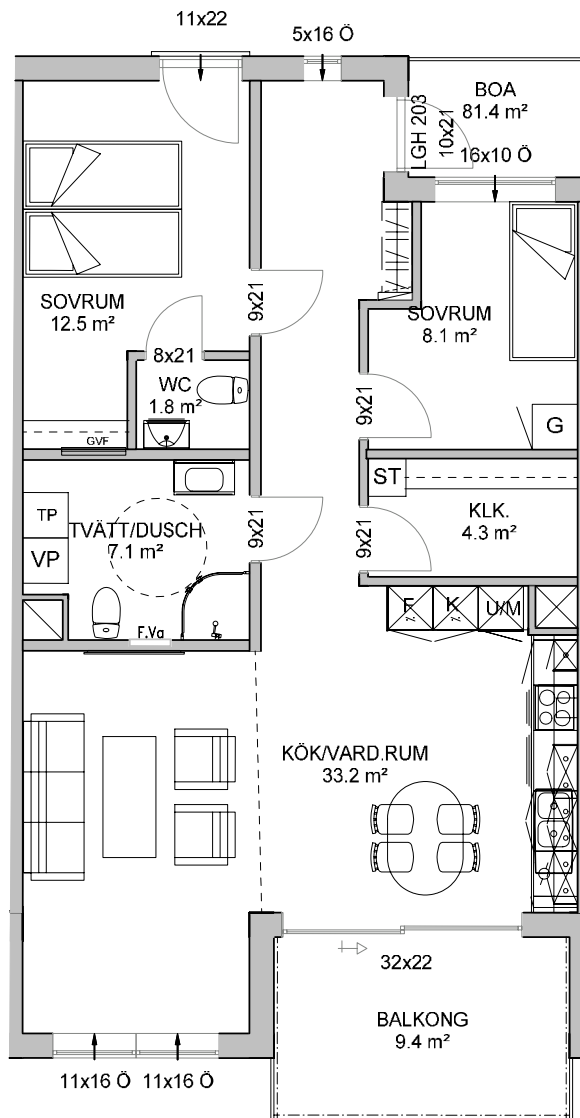 11x22
5x16 Ö
BOA
81.4 m²
LGH 203
10x21
16x10 Ö
SOVRUM
12.5 m²
9x21
SOVRUM
8.1 m²
8x21
WC
1.8 m²
9x21
G
GVF
ST
KLK.
4.3 m²
TP
VP
TVÄTT/DUSCH
7.1 m²
9x21
9x21
F
K
U/M
F.Va
KÖK/VARD.RUM
33.2 m²
32x22
BALKONG
9.4 m²
11x16 Ö
11x16 Ö